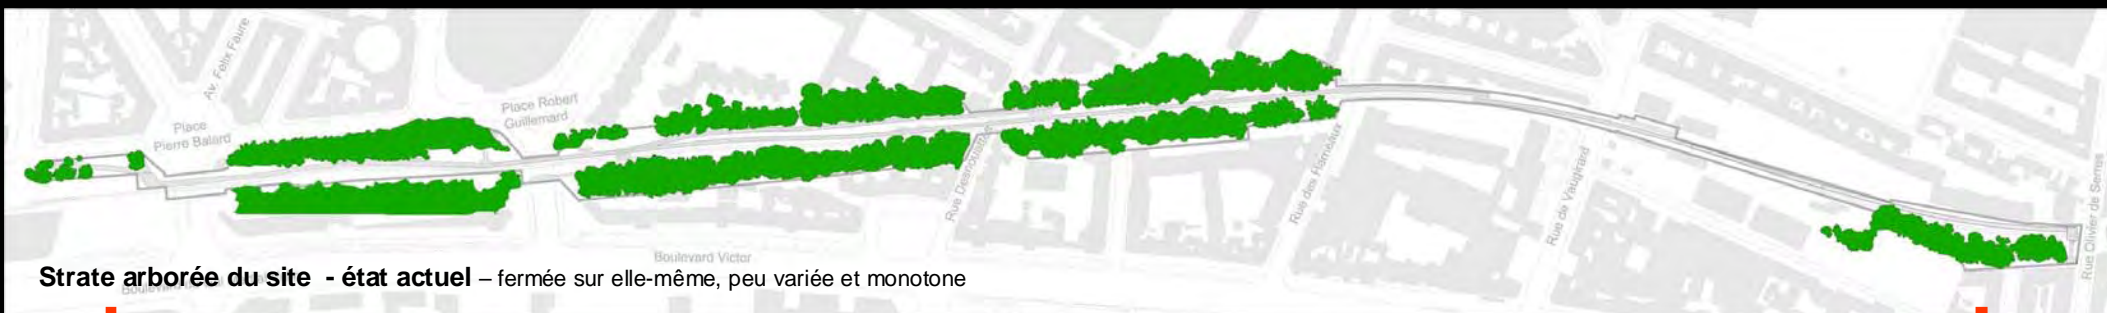 Av. Félix Faure
Place
Pierre Balard
Place Robert
Guillemard
Rue Desnouettes
Rue des Hameaux
Rue de Vaugirard
Rue Olivier de Serres
Boulevard Victor
Strate arborée du site - état actuel – fermée sur elle-même, peu variée et monotone